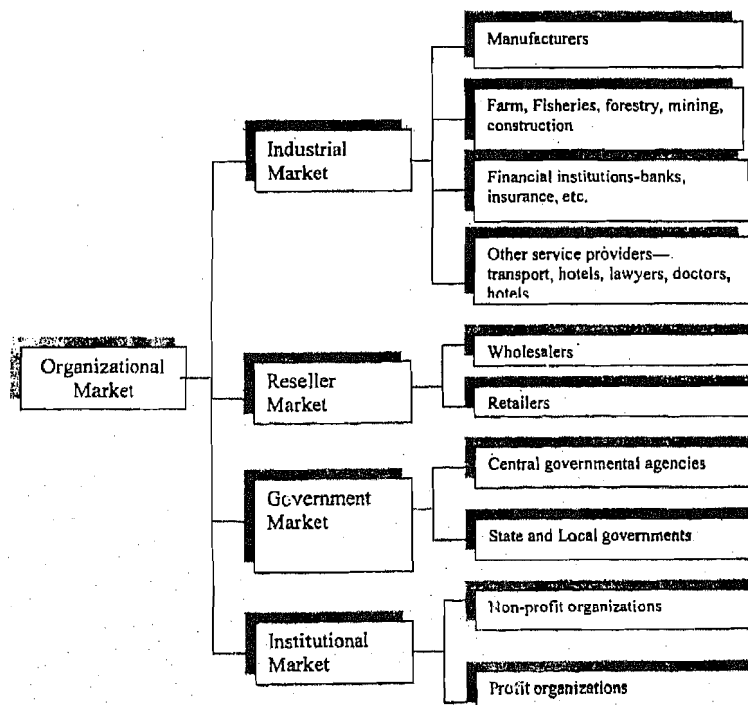 Organizational
Market
Industrial
Market
Manufacturers
Farm, Fisheries, forestry, mining,
construction
Financial institutions-banks,
insurance, etc.
Other service providers—
transport, hotels, lawyers, doctors,
hotels
Reseller
Market
Wholesalers
Retailers
Government
Market
Central governmental agencies
State and Local governments
Institutional
Market
Non-profit organizations
Profit organizations